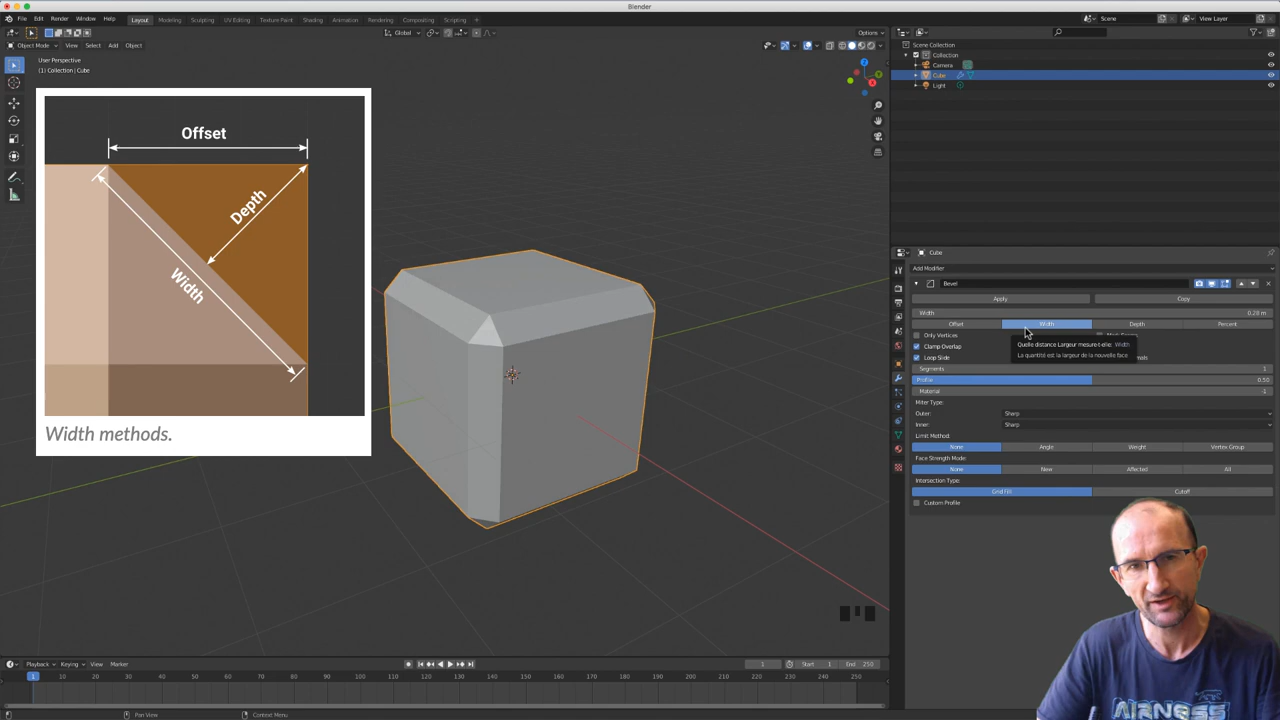 Blender
File Edit Render Window Help Layout Modeling Sculpting UV Editing Texture Paint Shading Animation Rendering Compositing Scripting + Scene View Layer
Global Options
Object Mode View Select Add Object
User Perspective
(1) Collection | Cube
Offset
Depth
Width
Width methods.
Scene Collection
Collection
Camera
Cube
Light
Cube
Add Modifier
Bevel
Apply Copy
Width 0.28 m
Offset Width Depth Percent
Only Vertices
Clamp Overlap
Loop Slide
Quelle distance Largeur mesure-t-elle: Width
La quantité est la largeur de la nouvelle face
Segments 1
Profile 0.50
Material -1
Miter Type:
Outer: Sharp
Inner: Sharp
Limit Method:
None Angle Weight Vertex Group
Face Strength Mode:
None New Affected All
Intersection Type:
Grid Fill Cutoff
Custom Profile
AIRNESS
Playback Keying View Marker 1 Start 1 End 250
1 10 20 30 40 50 60 70 80 90 100 110 120 130 140 150 160 170 180 190 200 210 220 230 240 250
Pan View Context Menu